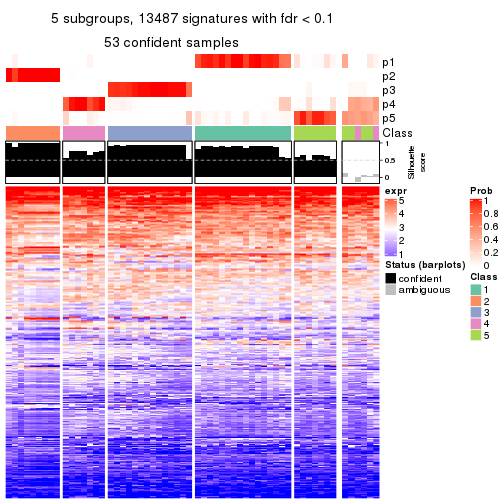 5 subgroups, 13487 signatures with fdr < 0.1
53 confident samples
p1
p2
p3
p4
p5
Class
1
0.5
0
Silhouette
score
expr
5
4
3
2
1
Status (barplots)
confident
ambiguous
Prob
1
0.8
0.6
0.4
0.2
0
Class
1
2
3
4
5